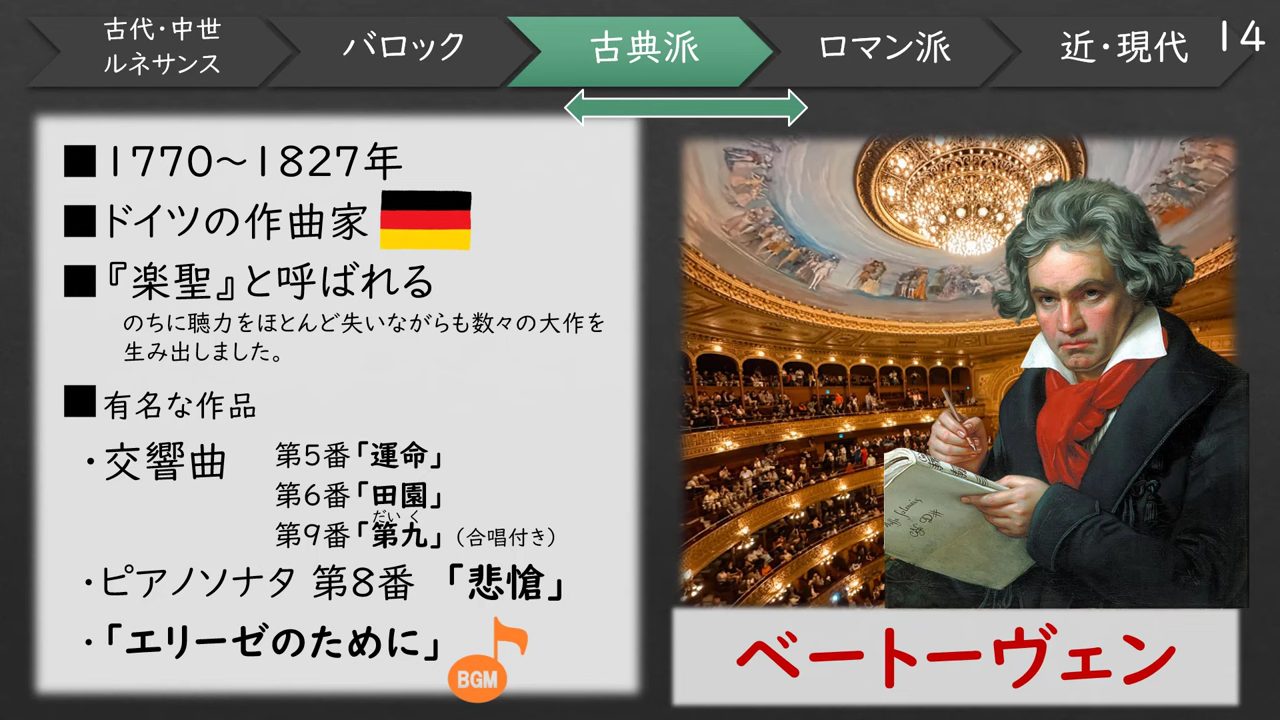 古代・中世
ルネサンス
バロック
古典派
ロマン派
近・現代
14
■1770～1827年
■ドイツの作曲家
■『楽聖』と呼ばれる
のちに聴力をほとんど失いながらも数々の大作を
生み出しました。
■有名な作品
・交響曲 第5番「運命」
第6番「田園」
だい く
第9番「第九」（合唱付き）
・ピアノソナタ 第8番 「悲愴」
・「エリーゼのために」
BGM
ベートーヴェン